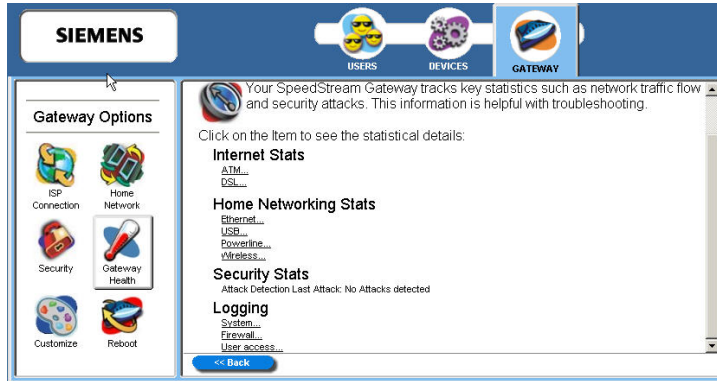 SIEMENS
USERS
DEVICES
GATEWAY
Gateway Options
ISP
Connection
Home
Network
Security
Gateway
Health
Customize
Reboot
Your SpeedStream Gateway tracks key statistics such as network traffic flow
and security attacks. This information is helpful with troubleshooting.
Click on the Item to see the statistical details:
Internet Stats
ATM...
DSL...
Home Networking Stats
Ethernet...
USB...
Powerline...
Wireless...
Security Stats
Attack Detection Last Attack: No Attacks detected
Logging
System...
Firewall...
User access...
<< Back